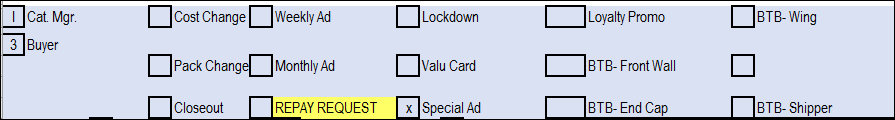 I Cat. Mgr. Cost Change Weekly Ad Lockdown Loyalty Promo BTB- Wing
3 Buyer
Pack Change Monthly Ad Valu Card BTB- Front Wall
Closeout REPAY REQUEST x Special Ad BTB- End Cap BTB- Shipper